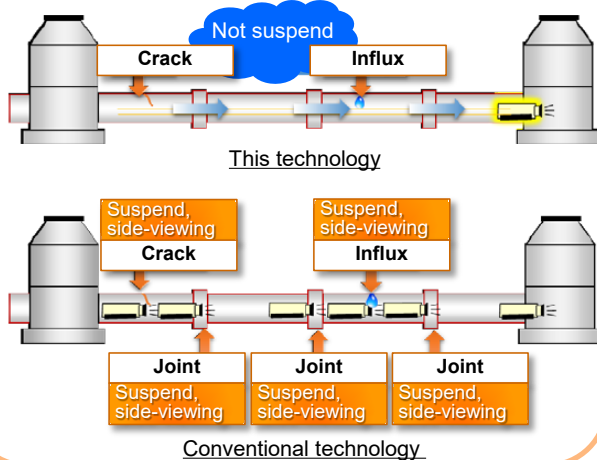 Not suspend
Crack
Influx
This technology
Suspend,
side-viewing
Crack
Suspend,
side-viewing
Influx
Joint
Suspend,
side-viewing
Joint
Suspend,
side-viewing
Joint
Suspend,
side-viewing
Conventional technology